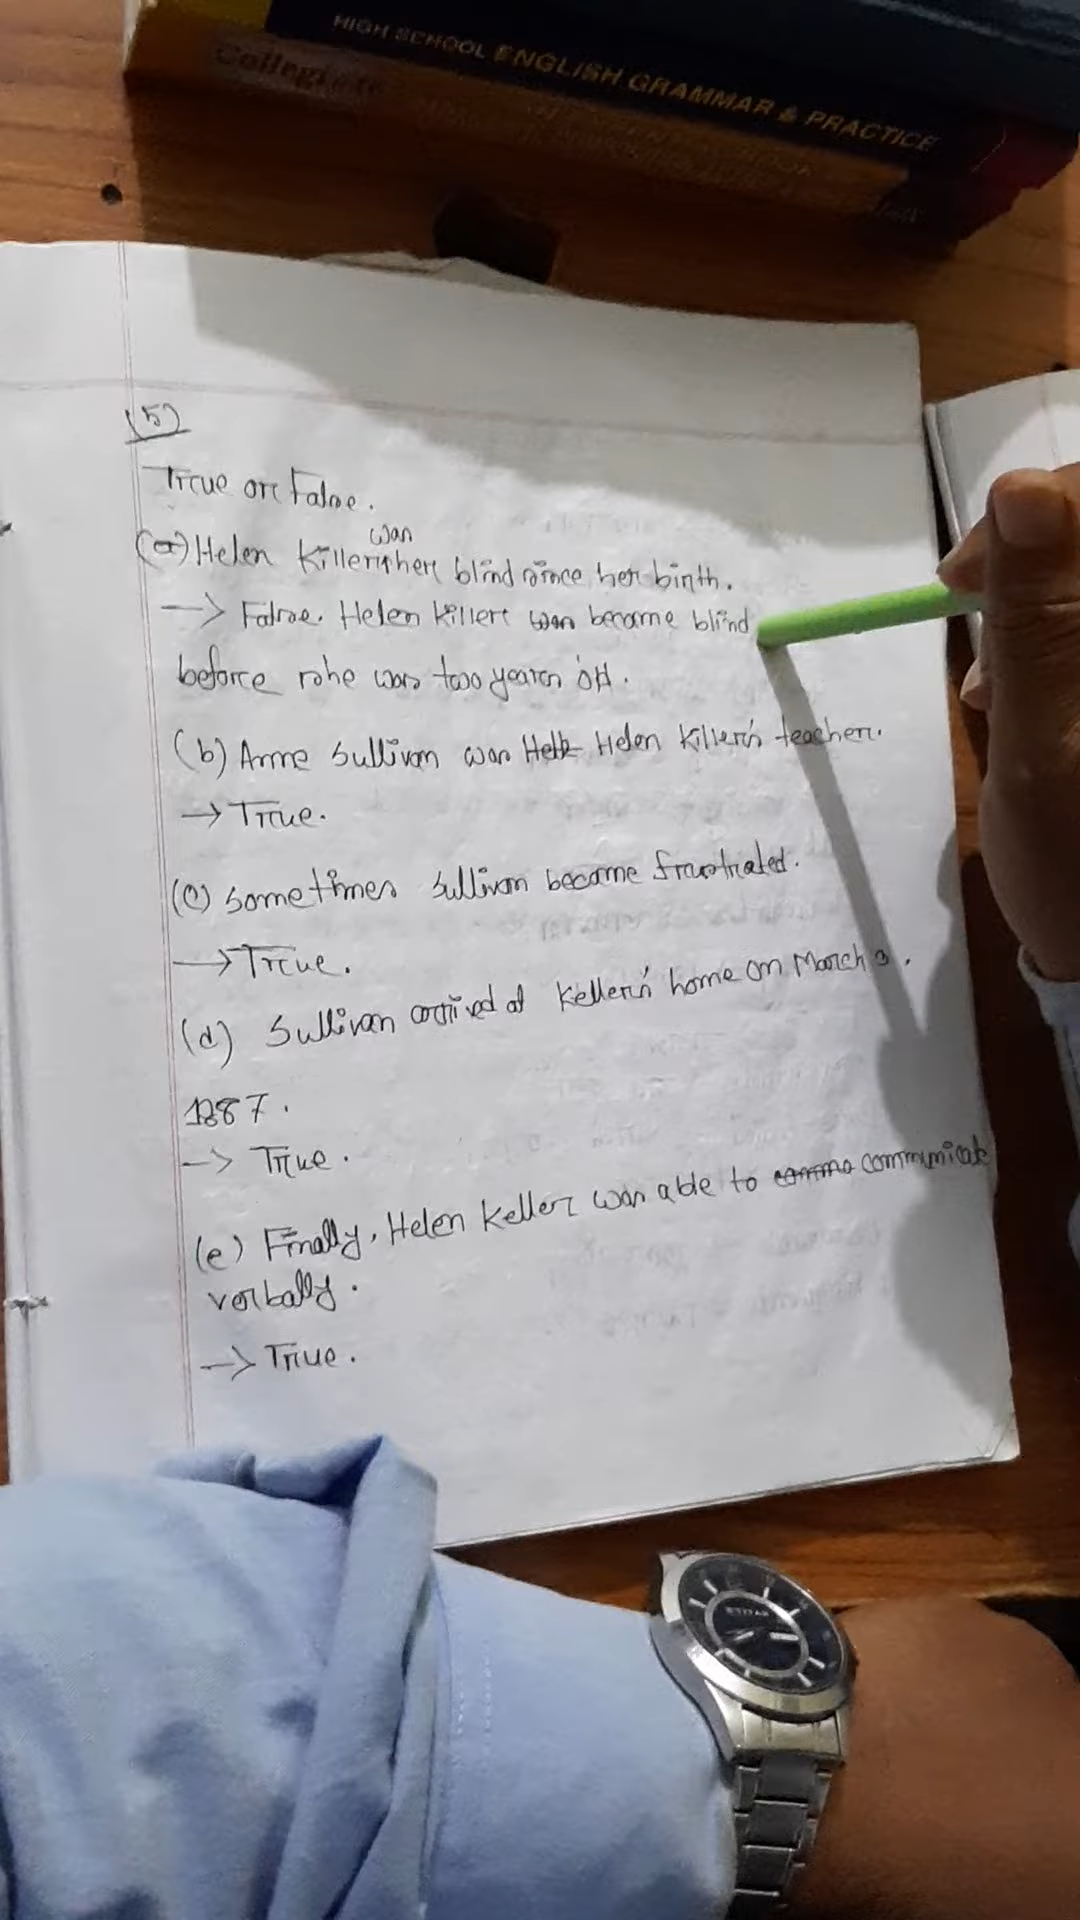 HIGH SCHOOL ENGLISH GRAMMAR & PRACTICE
Collegiate
(5)
True or False.
(a) Helen Killer was blind since her birth.
→ False. Helen Killer was became blind
before she was two years old.
(b) Anne Sullivan was Helen Killer's teacher.
→ True.
(c) sometimes Sullivan became frustrated.
→ True.
(d) Sullivan arrived at Keller's home on March 3,
1887.
→ True.
(e) Finally, Helen Keller was able to communicate
verbally.
→ True.
TITAN